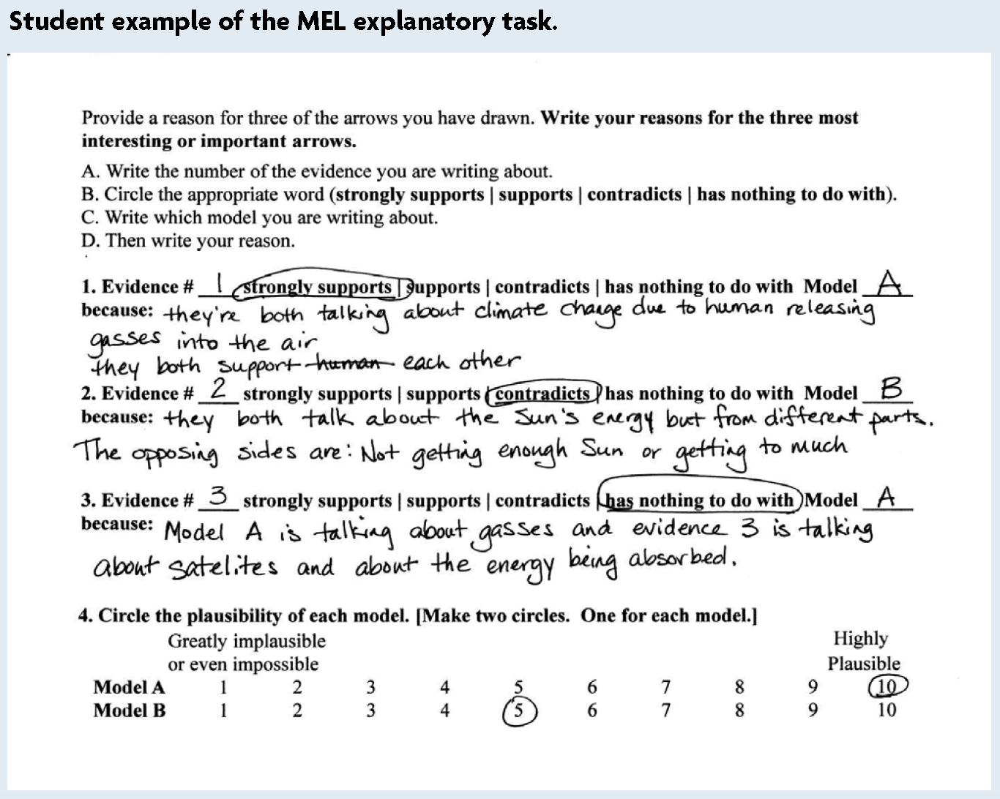 Student example of the MEL explanatory task.
Provide a reason for three of the arrows you have drawn. Write your reasons for the three most
interesting or important arrows.
A. Write the number of the evidence you are writing about.
B. Circle the appropriate word (strongly supports | supports | contradicts | has nothing to do with).
C. Write which model you are writing about.
D. Then write your reason.
1. Evidence # 1 strongly supports | supports | contradicts | has nothing to do with Model A
because: they're both talking about climate change due to human releasing
gasses into the air
they both support human each other
2. Evidence # 2 strongly supports | supports | contradicts | has nothing to do with Model B
because: they both talk about the Sun's energy but from different parts.
The opposing sides are: Not getting enough Sun or getting to much
3. Evidence # 3 strongly supports | supports | contradicts | has nothing to do with Model A
because: Model A is talking about gasses and evidence 3 is talking
about satelites and about the energy being absorbed.
4. Circle the plausibility of each model. [Make two circles. One for each model.]
Greatly implausible Highly
or even impossible Plausible
Model A 1 2 3 4 5 6 7 8 9 10
Model B 1 2 3 4 5 6 7 8 9 10